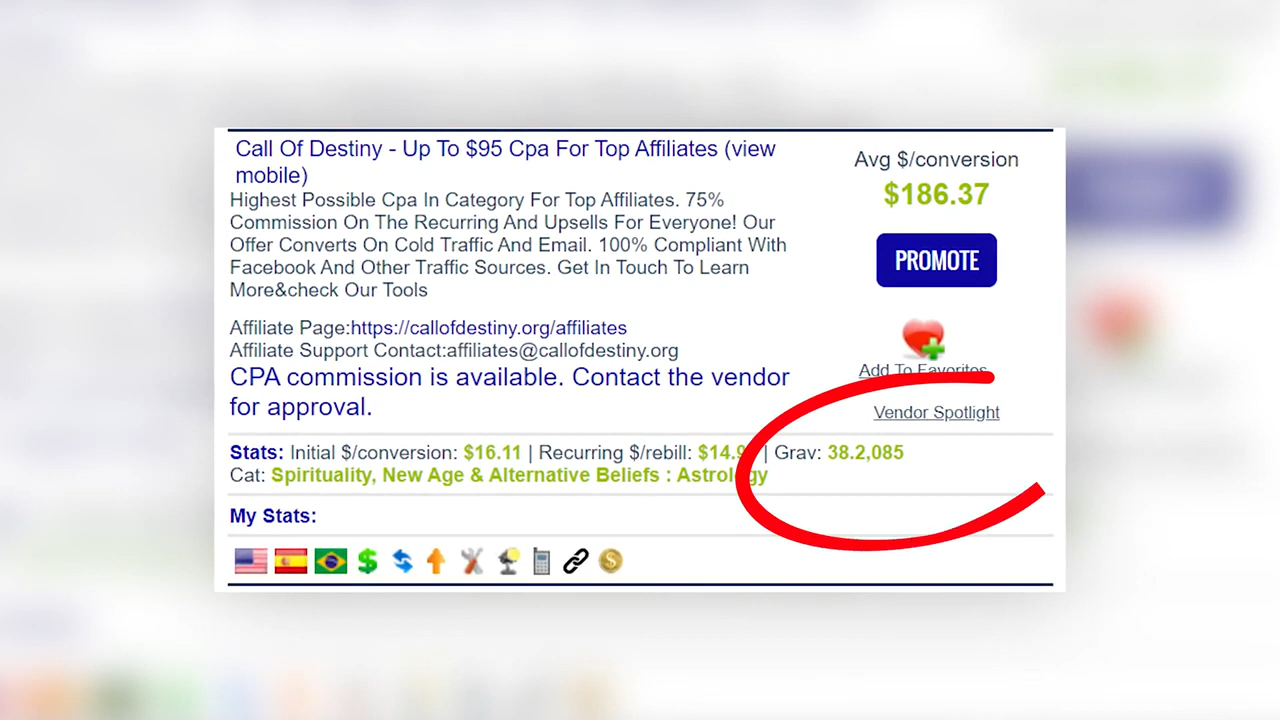 Call Of Destiny - Up To $95 Cpa For Top Affiliates (view
mobile)
Highest Possible Cpa In Category For Top Affiliates. 75%
Commission On The Recurring And Upsells For Everyone! Our
Offer Converts On Cold Traffic And Email. 100% Compliant With
Facebook And Other Traffic Sources. Get In Touch To Learn
More&check Our Tools
Affiliate Page:https://callofdestiny.org/affiliates
Affiliate Support Contact:affiliates@callofdestiny.org
CPA commission is available. Contact the vendor
for approval.
Avg $/conversion
$186.37
PROMOTE
Add To Favorites
Vendor Spotlight
Stats: Initial $/conversion: $16.11 | Recurring $/rebill: | Grav: 38.2,085
Cat: Spirituality, New Age & Alternative Beliefs : Astrology
My Stats: